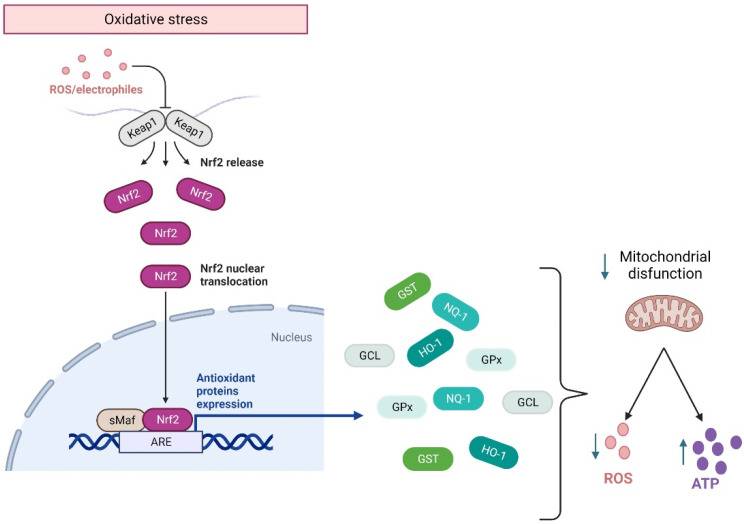 Oxidative stress
ROS/electrophiles
Keap1
Keap1
Nrf2 release
Nrf2
Nrf2
Nrf2
Nrf2
Nrf2 nuclear
translocation
Nucleus
Antioxidant
proteins
expression
sMaf
Nrf2
ARE
GST
NQ-1
HO-1
GCL
GPx
GPx
NQ-1
GCL
GST
HO-1
Mitochondrial
disfunction
ROS
ATP